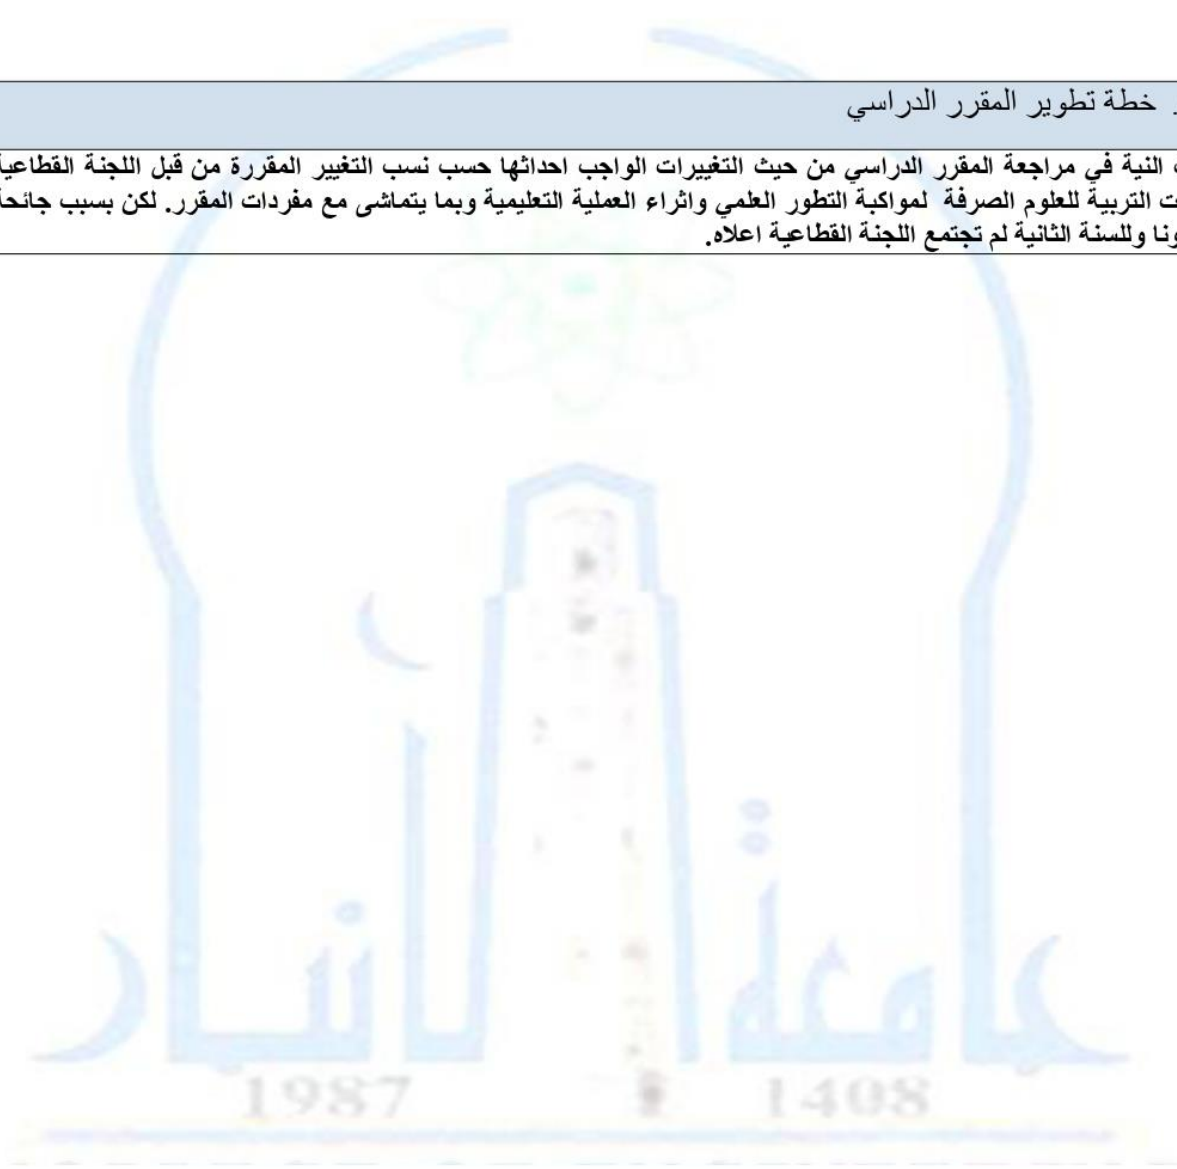 خطة تطوير المقرر الدراسي
النية في مراجعة المقرر الدراسي من حيث التغييرات الواجب احداثها حسب نسب التغيير المقررة من قبل اللجنة القطاعية
التربية للعلوم الصرفة لمواكبة التطور العلمي واثراء العملية التعليمية وبما يتماشى مع مفردات المقرر. لكن بسبب جائحة
وللسنة الثانية لم تجتمع اللجنة القطاعية اعلاه.
جامعة الانبار
1987 1408